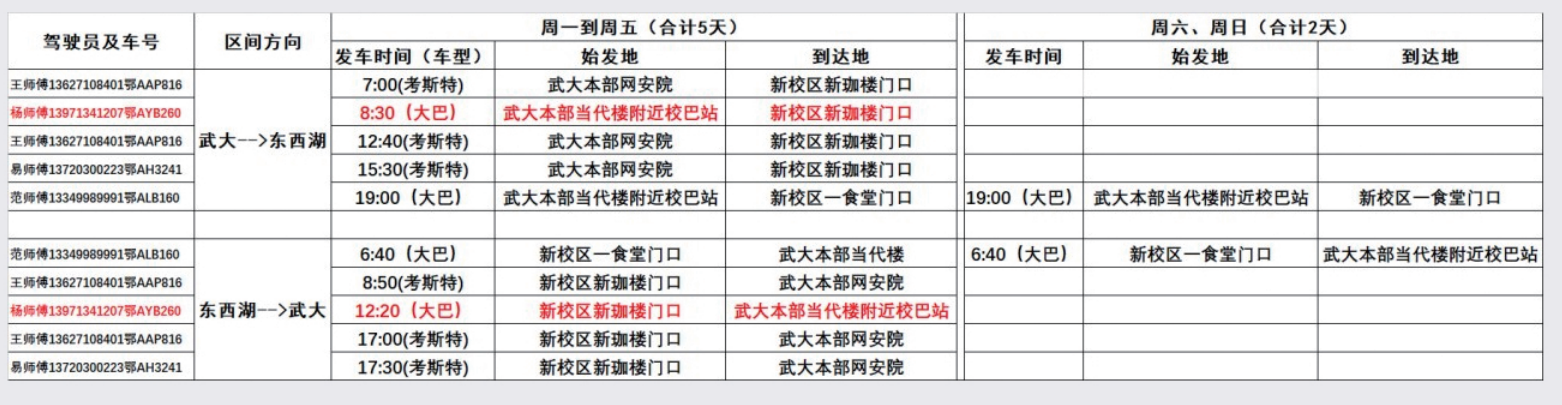 驾驶员及车号 区间方向 周一到周五（合计5天） 周六、周日（合计2天）
发车时间（车型） 始发地 到达地 发车时间 始发地 到达地
王师傅13627108401鄂AAP816 7:00(考斯特) 武大本部网安院 新校区新珈楼门口
杨师傅13971341207鄂AYB260 8:30（大巴） 武大本部当代楼附近校巴站 新校区新珈楼门口
王师傅13627108401鄂AAP816 武大-->东西湖 12:40(考斯特) 武大本部网安院 新校区新珈楼门口
易师傅13720300223鄂AH3241 15:30(考斯特) 武大本部网安院 新校区新珈楼门口
范师傅13349989991鄂ALB160 19:00（大巴） 武大本部当代楼附近校巴站 新校区一食堂门口 19:00（大巴） 武大本部当代楼附近校巴站 新校区一食堂门口
范师傅13349989991鄂ALB160 6:40（大巴） 新校区一食堂门口 武大本部当代楼 6:40（大巴） 新校区一食堂门口 武大本部当代楼附近校巴站
王师傅13627108401鄂AAP816 8:50(考斯特) 新校区新珈楼门口 武大本部网安院
杨师傅13971341207鄂AYB260 东西湖-->武大 12:20（大巴） 新校区新珈楼门口 武大本部当代楼附近校巴站
王师傅13627108401鄂AAP816 17:00(考斯特) 新校区新珈楼门口 武大本部网安院
易师傅13720300223鄂AH3241 17:30(考斯特) 新校区新珈楼门口 武大本部网安院